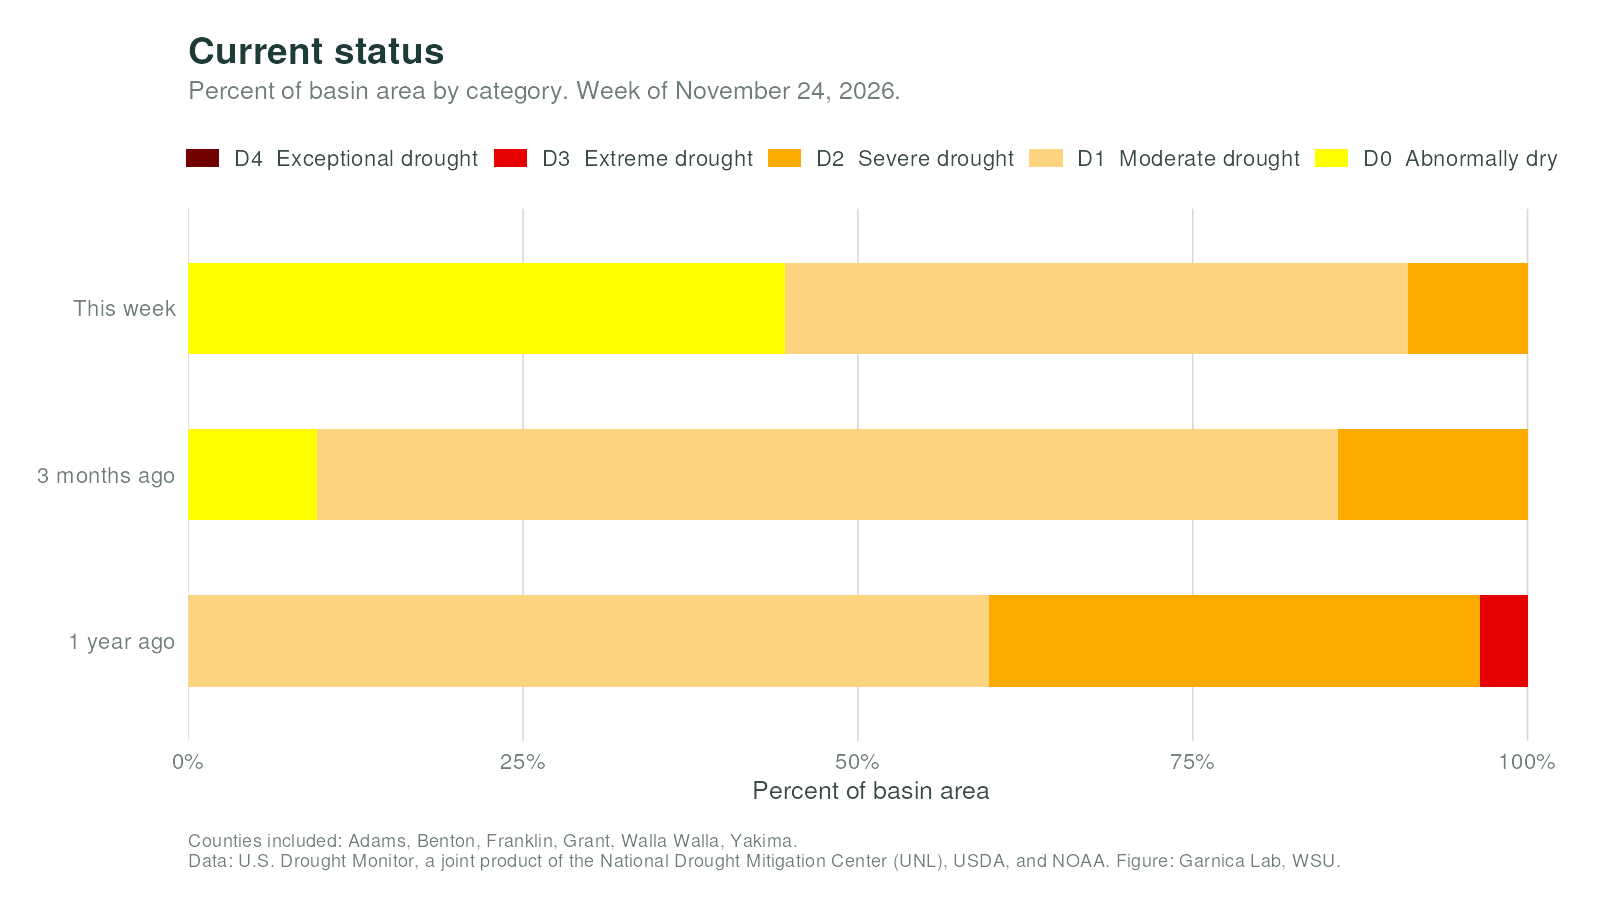 Current status
Percent of basin area by category. Week of November 24, 2026.
D4 Exceptional drought D3 Extreme drought D2 Severe drought D1 Moderate drought D0 Abnormally dry
This week
3 months ago
1 year ago
0% 25% 50% 75% 100%
Percent of basin area
Counties included: Adams, Benton, Franklin, Grant, Walla Walla, Yakima.
Data: U.S. Drought Monitor, a joint product of the National Drought Mitigation Center (UNL), USDA, and NOAA. Figure: Garnica Lab, WSU.